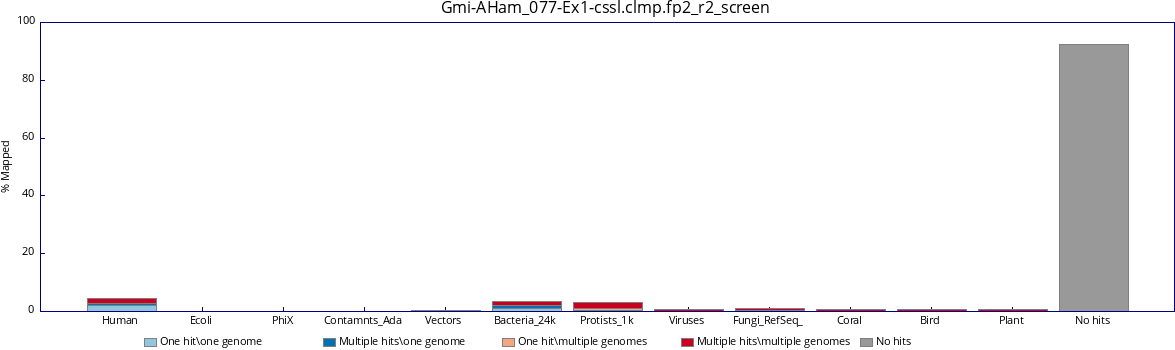 Gmi-AHam_077-Ex1-cssl.clmp.fp2_r2_screen
100
80
60
40
20
0
% Mapped
Human Ecoli PhiX Contamnts_Ada Vectors Bacteria_24k Protists_1k Viruses Fungi_RefSeq_ Coral Bird Plant No hits
One hit\one genome Multiple hits\one genome One hit\multiple genomes Multiple hits\multiple genomes No hits